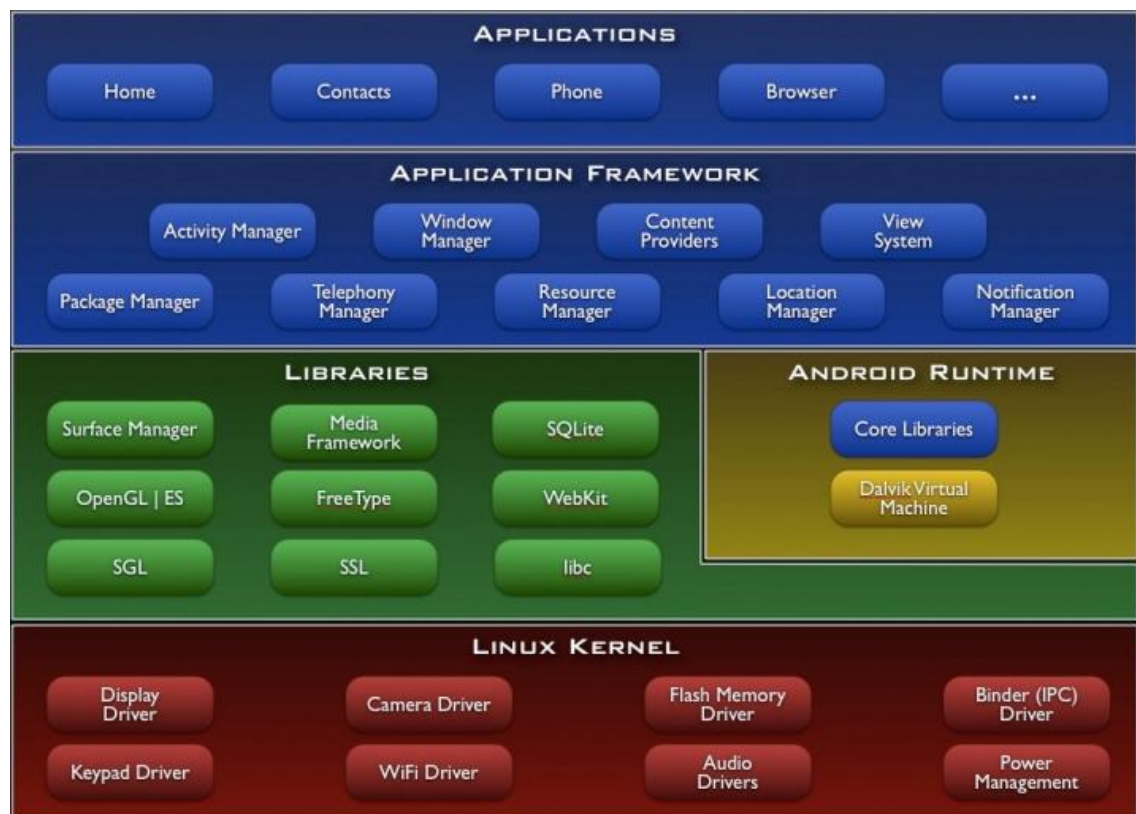 APPLICATIONS
Home
Contacts
Phone
Browser
...
APPLICATION FRAMEWORK
Activity Manager
Window
Manager
Content
Providers
View
System
Package Manager
Telephony
Manager
Resource
Manager
Location
Manager
Notification
Manager
LIBRARIES
Surface Manager
Media
Framework
SQLite
OpenGL | ES
FreeType
WebKit
SGL
SSL
libc
ANDROID RUNTIME
Core Libraries
Dalvik Virtual
Machine
LINUX KERNEL
Display
Driver
Camera Driver
Flash Memory
Driver
Binder (IPC)
Driver
Keypad Driver
WiFi Driver
Audio
Drivers
Power
Management